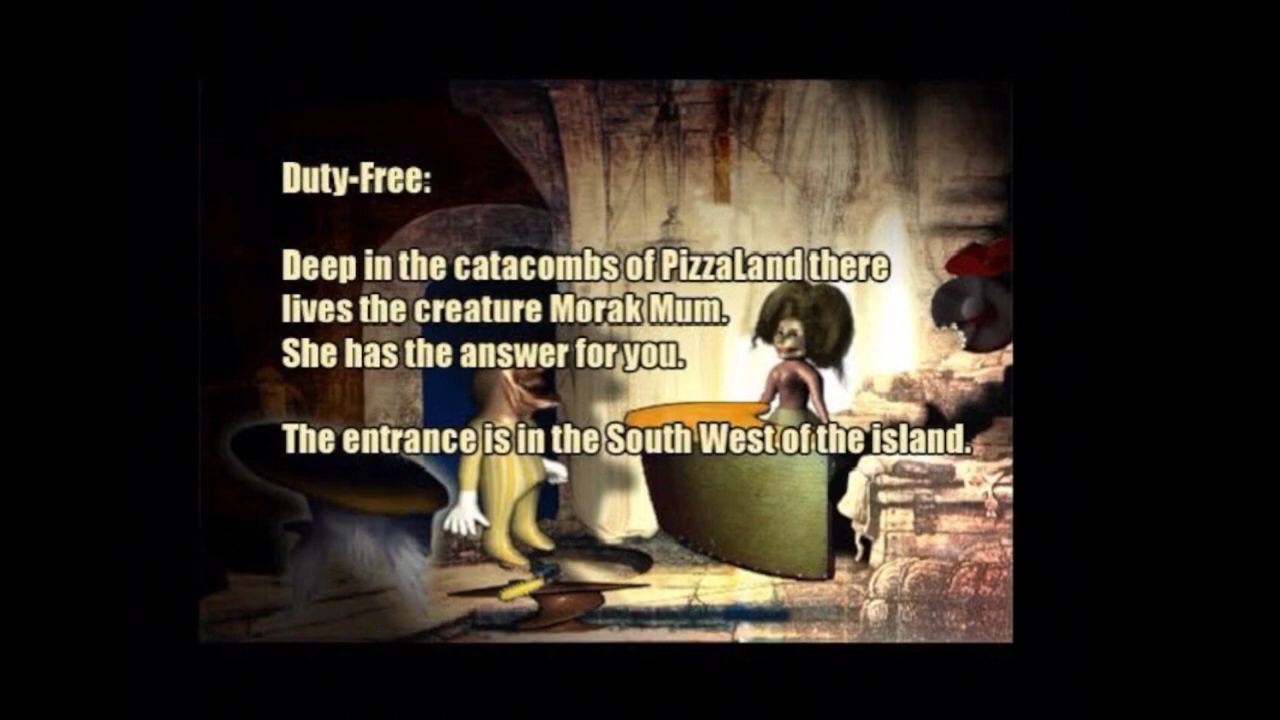 Duty-Free:
Deep in the catacombs of PizzaLand there
lives the creature Morak Mum.
She has the answer for you.
The entrance is in the South West of the island.